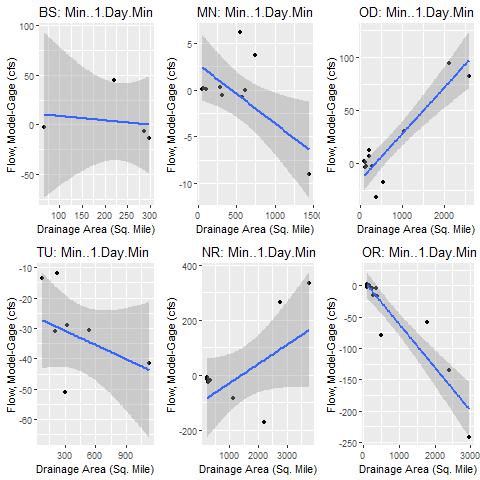 BS: Min..1.Day.Min
MN: Min..1.Day.Min
OD: Min..1.Day.Min
Flow, Model-Gage (cfs)
100
50
0
-50
100
150
200
250
300
Drainage Area (Sq. Mile)
Flow, Model-Gage (cfs)
5
0
-5
-10
0
500
1000
1500
Drainage Area (Sq. Mile)
Flow, Model-Gage (cfs)
100
50
0
0
1000
2000
Drainage Area (Sq. Mile)
TU: Min..1.Day.Min
NR: Min..1.Day.Min
OR: Min..1.Day.Min
Flow, Model-Gage (cfs)
-10
-20
-30
-40
-50
-60
300
600
900
Drainage Area (Sq. Mile)
Flow, Model-Gage (cfs)
400
200
0
-200
1000
2000
3000
Drainage Area (Sq. Mile)
Flow, Model-Gage (cfs)
0
-50
-100
-150
-200
-250
0
1000
2000
3000
Drainage Area (Sq. Mile)